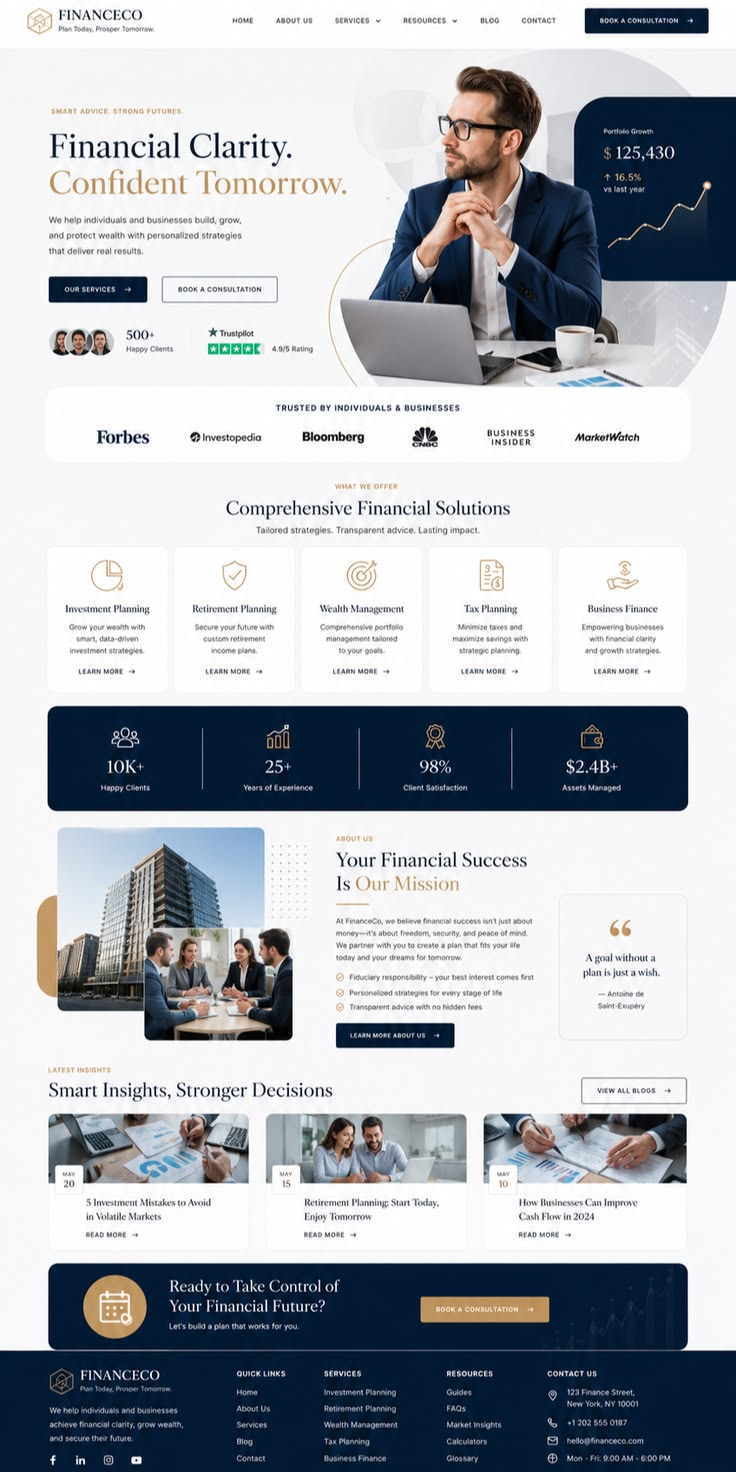 FINANCECO
Plan Today, Prosper Tomorrow.
HOME
ABOUT US
SERVICES
RESOURCES
BLOG
CONTACT
BOOK A CONSULTATION →
SMART ADVICE. STRONG FUTURES.
Financial Clarity.
Confident Tomorrow.
We help individuals and businesses build, grow,
and protect wealth with personalized strategies
that deliver real results.
OUR SERVICES →
BOOK A CONSULTATION
500+
Happy Clients
Trustpilot
4.9/5 Rating
Portfolio Growth
$ 125,430
↑ 16.5%
vs last year
TRUSTED BY INDIVIDUALS & BUSINESSES
Forbes
Investopedia
Bloomberg
CNBC
BUSINESS
INSIDER
MarketWatch
WHAT WE OFFER
Comprehensive Financial Solutions
Tailored strategies. Transparent advice. Lasting impact.
Investment Planning
Grow your wealth with
smart, data-driven
investment strategies.
LEARN MORE →
Retirement Planning
Secure your future with
custom retirement
income plans.
LEARN MORE →
Wealth Management
Comprehensive portfolio
management tailored
to your goals.
LEARN MORE →
Tax Planning
Minimize taxes and
maximize savings with
strategic planning.
LEARN MORE →
Business Finance
Empowering businesses
with financial clarity
and growth strategies.
LEARN MORE →
10K+
Happy Clients
25+
Years of Experience
98%
Client Satisfaction
$2.4B+
Assets Managed
ABOUT US
Your Financial Success
Is Our Mission
At FinanceCo, we believe financial success isn't just about
money—it's about freedom, security, and peace of mind.
We partner with you to create a plan that fits your life
today and your dreams for tomorrow.
Fiduciary responsibility – your best interest comes first
Personalized strategies for every stage of life
Transparent advice with no hidden fees
LEARN MORE ABOUT US →
“
A goal without a
plan is just a wish.
— Antoine de
Saint-Exupéry
LATEST INSIGHTS
Smart Insights, Stronger Decisions
VIEW ALL BLOGS →
MAY
20
5 Investment Mistakes to Avoid
in Volatile Markets
READ MORE →
MAY
15
Retirement Planning: Start Today,
Enjoy Tomorrow
READ MORE →
MAY
10
How Businesses Can Improve
Cash Flow in 2024
READ MORE →
Ready to Take Control of
Your Financial Future?
Let's build a plan that works for you.
BOOK A CONSULTATION →
FINANCECO
Plan Today, Prosper Tomorrow.
We help individuals and businesses
achieve financial clarity, grow wealth,
and secure their future.
QUICK LINKS
Home
About Us
Services
Blog
Contact
SERVICES
Investment Planning
Retirement Planning
Wealth Management
Tax Planning
Business Finance
RESOURCES
Guides
FAQs
Market Insights
Calculators
Glossary
CONTACT US
123 Finance Street,
New York, NY 10001
+1 202 555 0187
hello@financeco.com
Mon - Fri: 9:00 AM - 6:00 PM